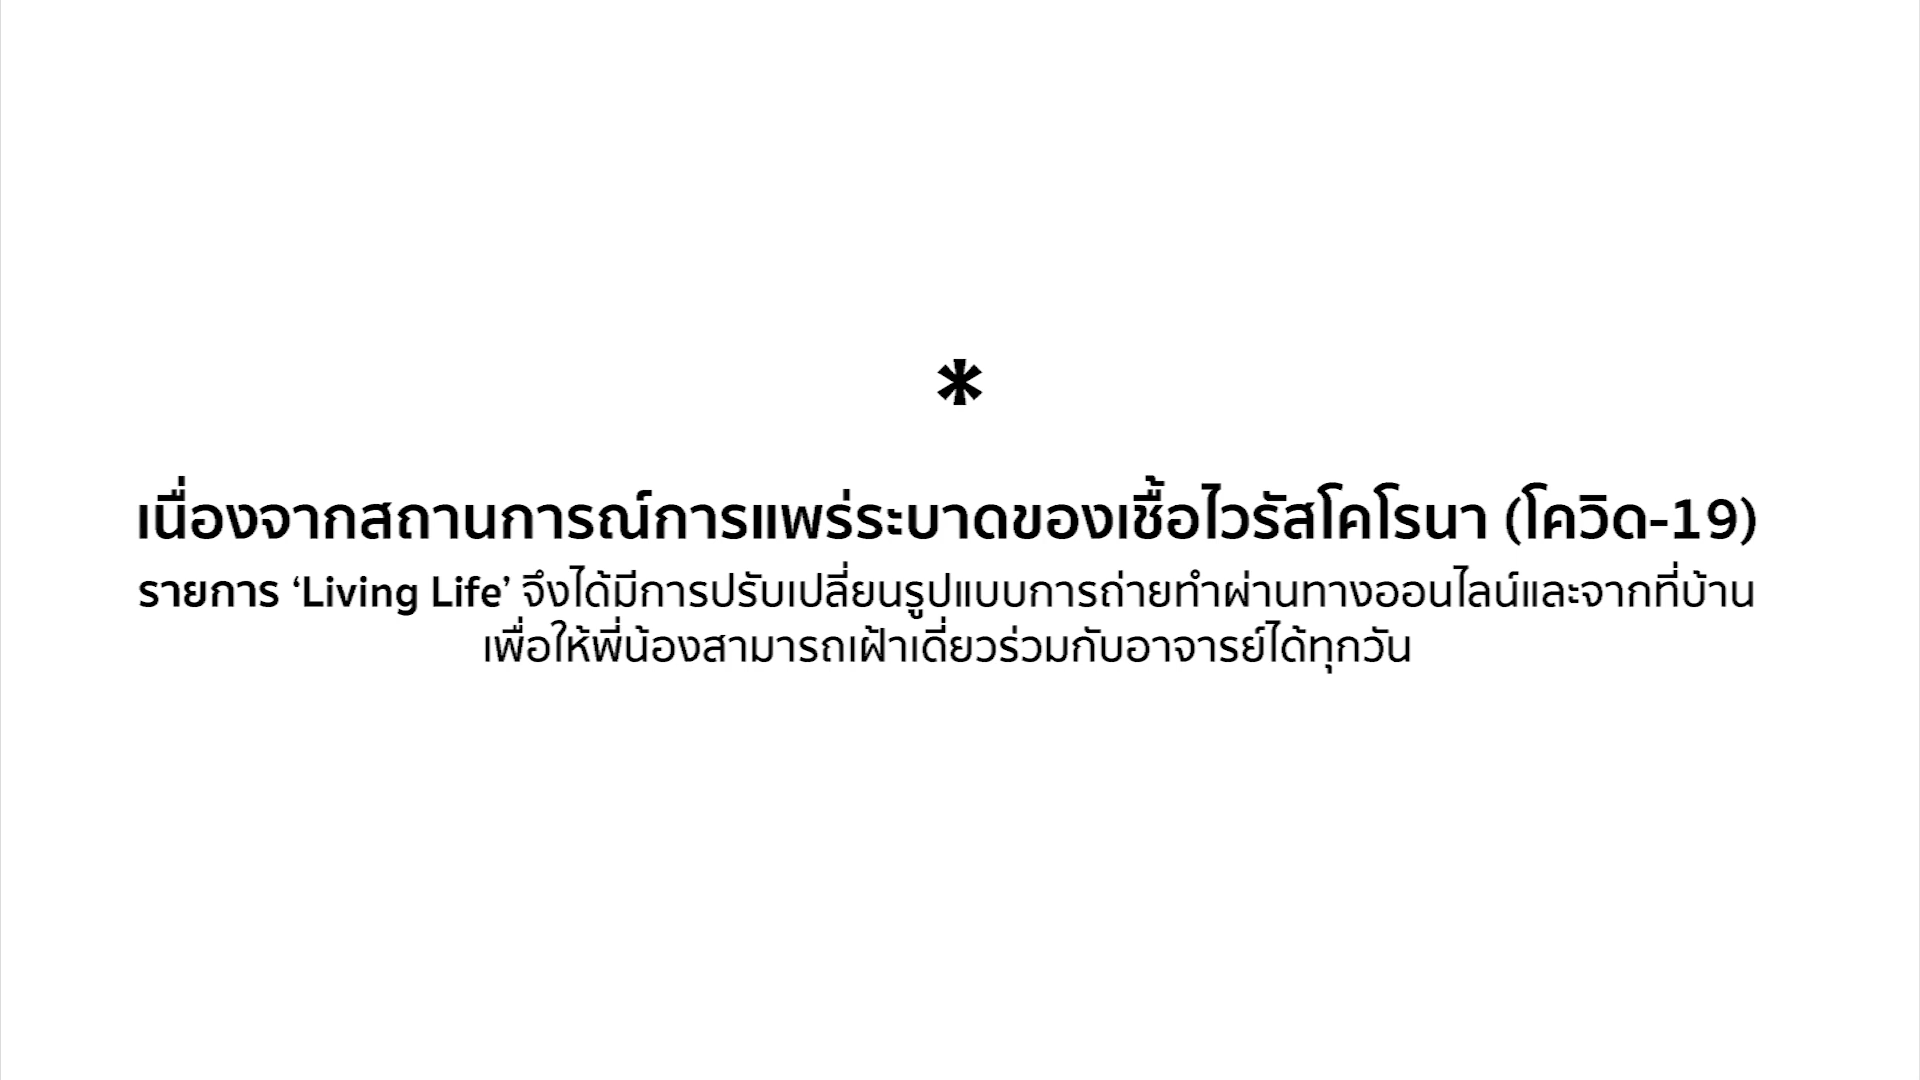 *
เนื่องจากสถานการณ์การแพร่ระบาดของเชื้อไวรัสโคโรนา (โควิด-19)
รายการ ‘Living Life’ จึงได้มีการปรับเปลี่ยนรูปแบบการถ่ายทำผ่านทางออนไลน์และจากที่บ้าน
เพื่อให้พี่น้องสามารถเฝ้าเดี่ยวร่วมกับอาจารย์ได้ทุกวัน